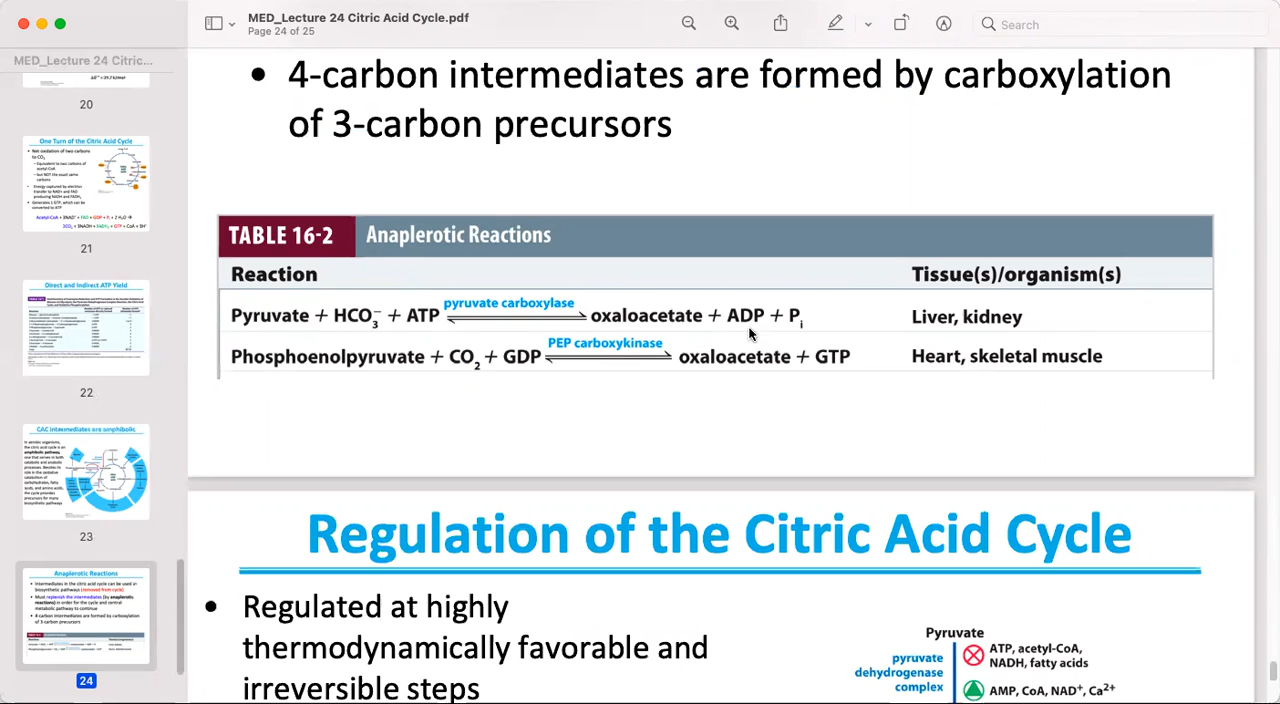 MED_Lecture 24 Citric Acid Cycle.pdf
Page 24 of 25
Search
MED_Lecture 24 Citric...
20
One Turn of the Citric Acid Cycle
21
Direct and Indirect ATP Yield
22
CAC intermediates are amphibolic
23
Anaplerotic Reactions
24
• 4-carbon intermediates are formed by carboxylation
of 3-carbon precursors
TABLE 16-2 Anaplerotic Reactions
Reaction Tissue(s)/organism(s)
pyruvate carboxylase
Pyruvate + HCO₃⁻ + ATP ⇌ oxaloacetate + ADP + Pᵢ Liver, kidney
PEP carboxykinase
Phosphoenolpyruvate + CO₂ + GDP ⇌ oxaloacetate + GTP Heart, skeletal muscle
Regulation of the Citric Acid Cycle
• Regulated at highly
thermodynamically favorable and
irreversible steps
Pyruvate
pyruvate
dehydrogenase
complex
ATP, acetyl-CoA,
NADH, fatty acids
AMP, CoA, NAD⁺, Ca²⁺